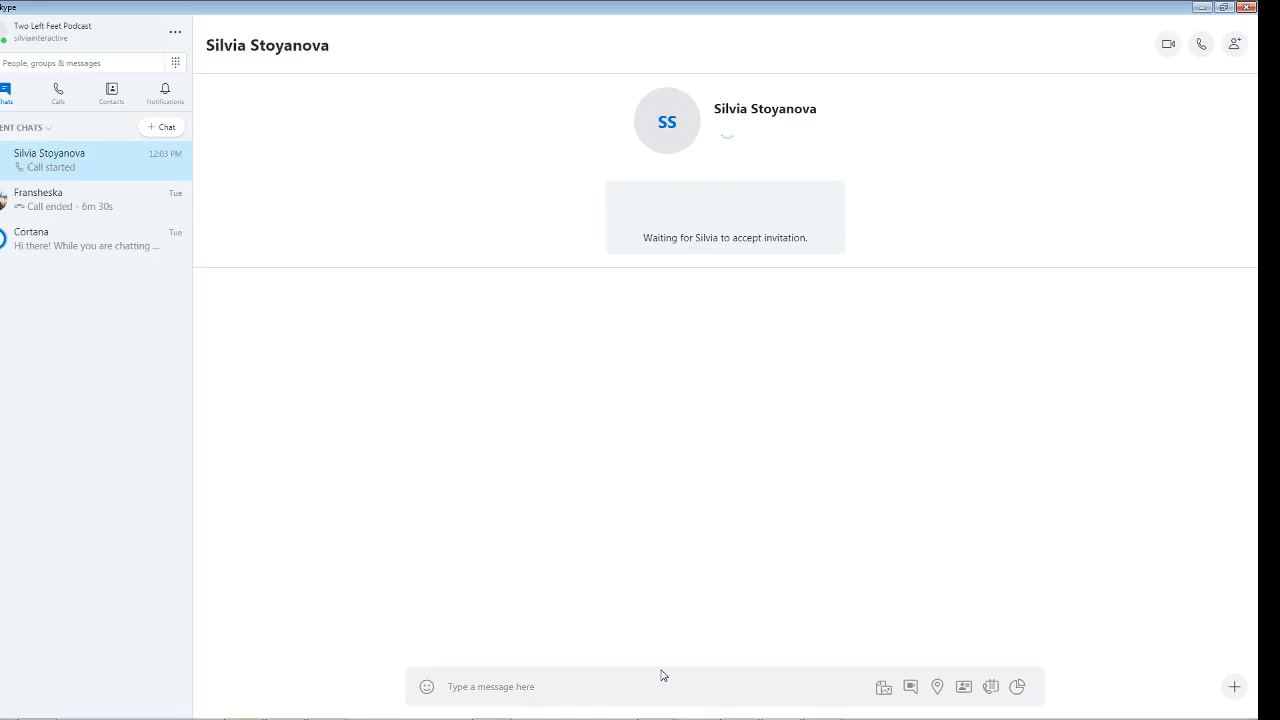 kype
Two Left Feet Podcast
silviainteractive
People, groups & messages
hats
Calls
Contacts
Notifications
ENT CHATS
+ Chat
Silvia Stoyanova
12:03 PM
Call started
Fransheska
Tue
Call ended - 6m 30s
Cortana
Tue
Hi there! While you are chatting ...
Silvia Stoyanova
SS
Silvia Stoyanova
Waiting for Silvia to accept invitation.
Type a message here